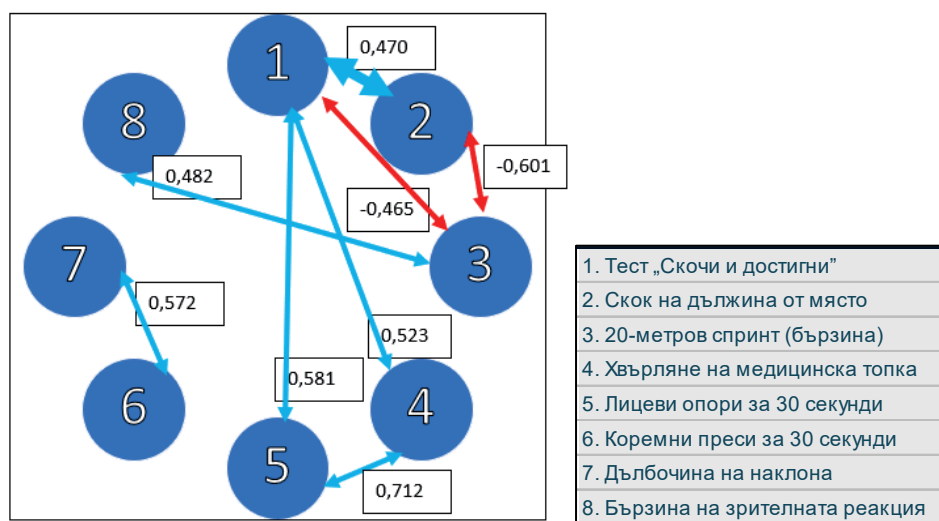 1
0,470
8
2
0,482
-0,601
-0,465
7
3
0,572
0,523
0,581
6
4
5
0,712
1. Тест „Скочи и достигни”
2. Скок на дължина от място
3. 20-метров спринт (бързина)
4. Хвърляне на медицинска топка
5. Лицеви опори за 30 секунди
6. Коремни преси за 30 секунди
7. Дълбочина на наклона
8. Бързина на зрителната реакция